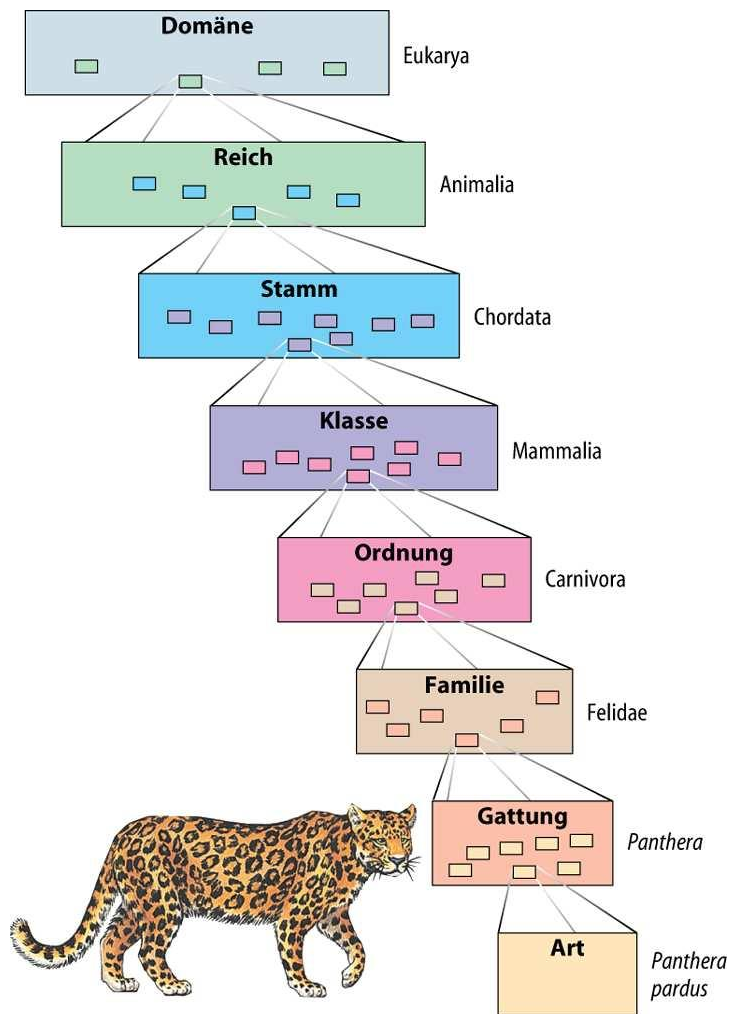 Domäne
Eukarya
Reich
Animalia
Stamm
Chordata
Klasse
Mammalia
Ordnung
Carnivora
Familie
Felidae
Gattung
Panthera
Art
Panthera
pardus